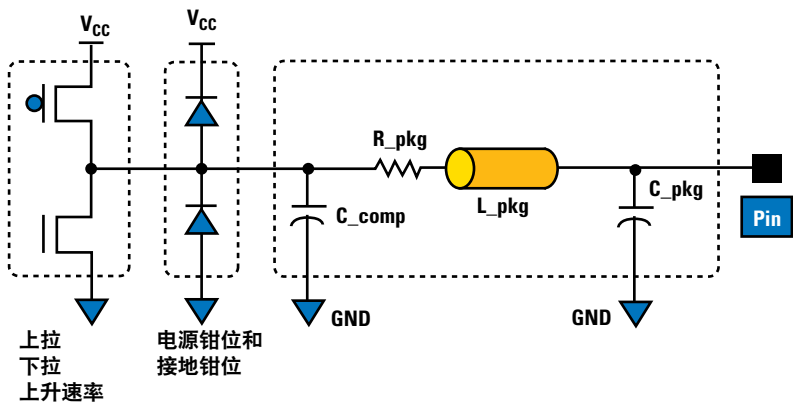 VCC
VCC
R_pkg
L_pkg
C_comp
C_pkg
Pin
GND
GND
上拉
下拉
上升速率
电源钳位和
接地钳位